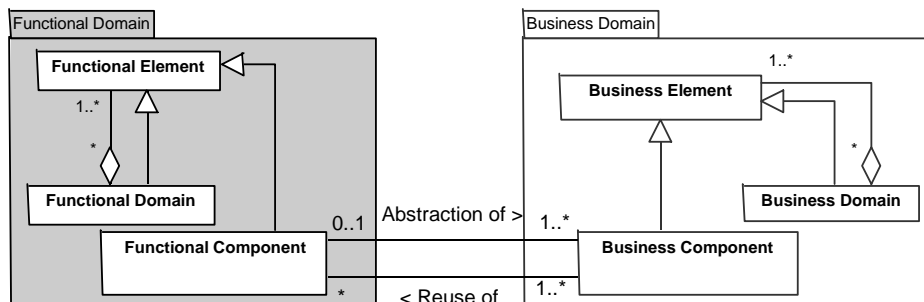 Functional Domain
Business Domain
Functional Element
1..*
1..*
Business Element
*
*
Functional Domain
Business Domain
0..1
Abstraction of >
1..*
Functional Component
Business Component
*
< Reuse of
1..*